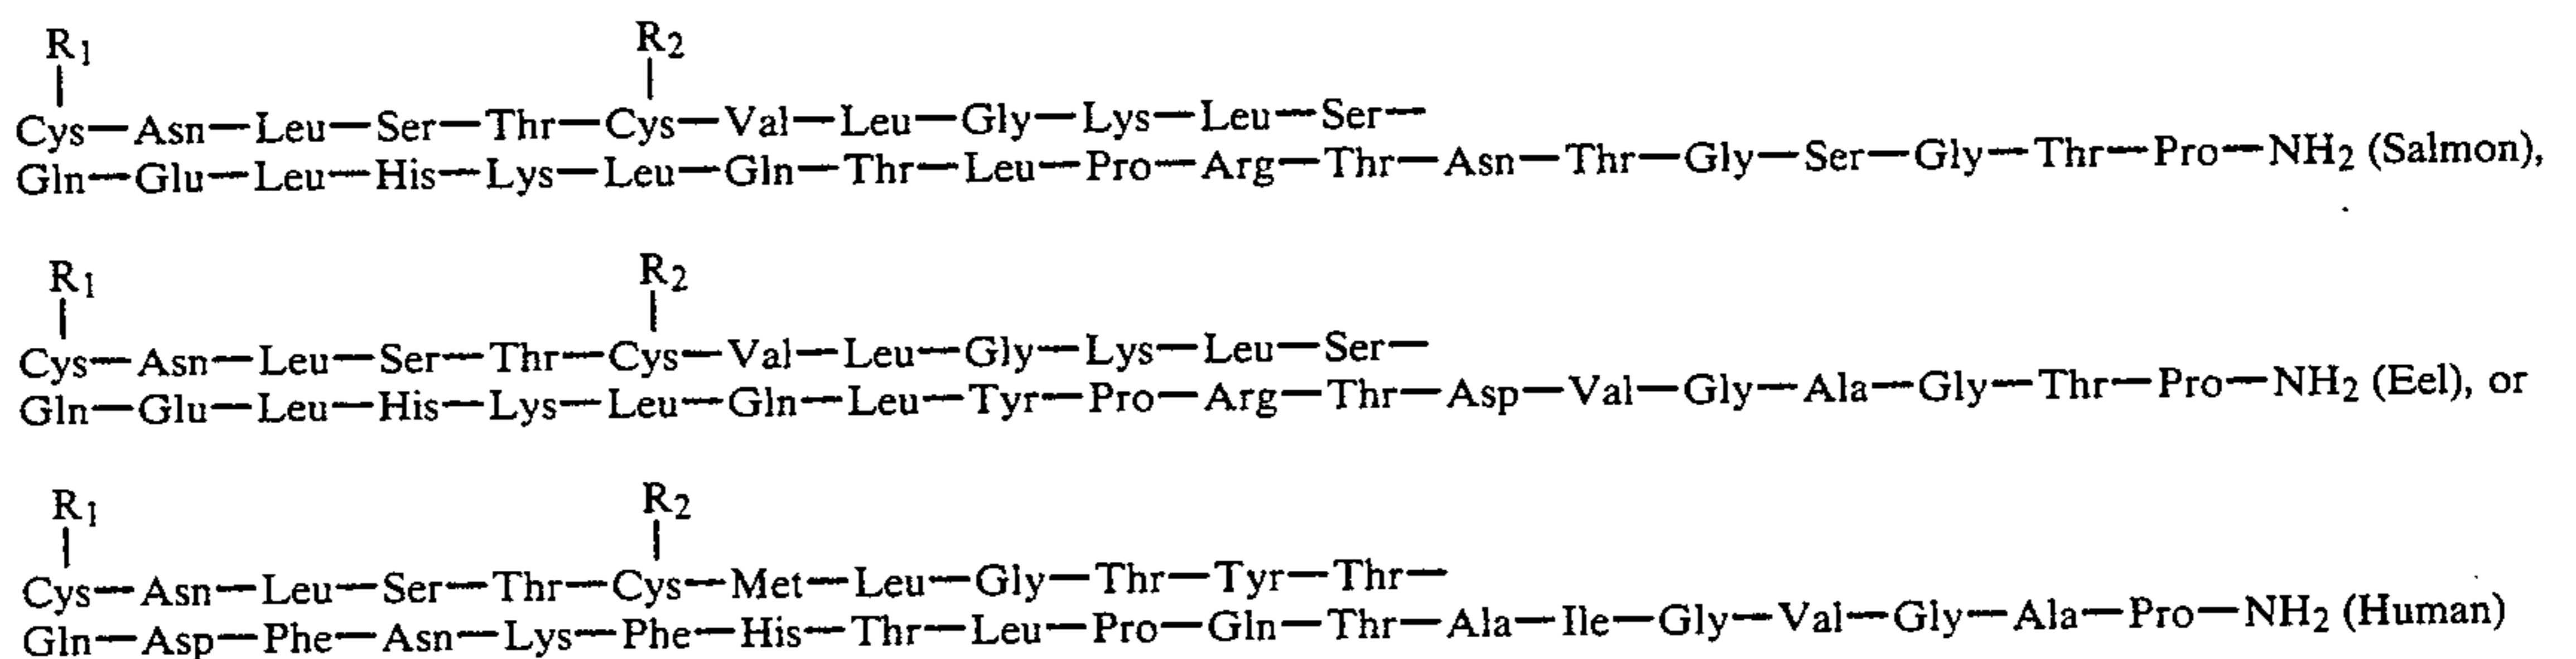 R1 R2
Cys—Asn—Leu—Ser—Thr—Cys—Val—Leu—Gly—Lys—Leu—Ser—
Gln—Glu—Leu—His—Lys—Leu—Gln—Thr—Leu—Pro—Arg—Thr—Asn—Thr—Gly—Ser—Gly—Thr—Pro—NH2 (Salmon),
R1 R2
Cys—Asn—Leu—Ser—Thr—Cys—Val—Leu—Gly—Lys—Leu—Ser—
Gln—Glu—Leu—His—Lys—Leu—Gln—Leu—Tyr—Pro—Arg—Thr—Asp—Val—Gly—Ala—Gly—Thr—Pro—NH2 (Eel), or
R1 R2
Cys—Asn—Leu—Ser—Thr—Cys—Met—Leu—Gly—Thr—Tyr—Thr—
Gln—Asp—Phe—Asn—Lys—Phe—His—Thr—Leu—Pro—Gln—Thr—Ala—Ile—Gly—Val—Gly—Ala—Pro—NH2 (Human)